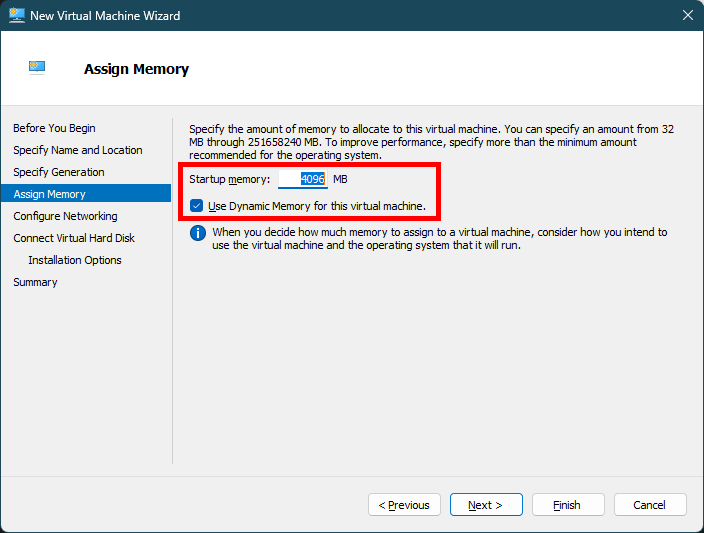 New Virtual Machine Wizard
Assign Memory
Before You Begin
Specify Name and Location
Specify Generation
Assign Memory
Configure Networking
Connect Virtual Hard Disk
Installation Options
Summary
Specify the amount of memory to allocate to this virtual machine. You can specify an amount from 32
MB through 251658240 MB. To improve performance, specify more than the minimum amount
recommended for the operating system.
Startup memory: 4096 MB
Use Dynamic Memory for this virtual machine.
When you decide how much memory to assign to a virtual machine, consider how you intend to
use the virtual machine and the operating system that it will run.
< Previous Next > Finish Cancel